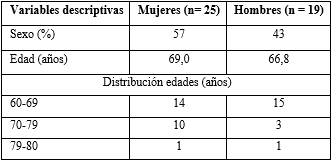 Variables descriptivas Mujeres (n= 25) Hombres (n = 19)
Sexo (%) 57 43
Edad (años) 69,0 66,8
Distribución edades (años)
60-69 14 15
70-79 10 3
79-80 1 1